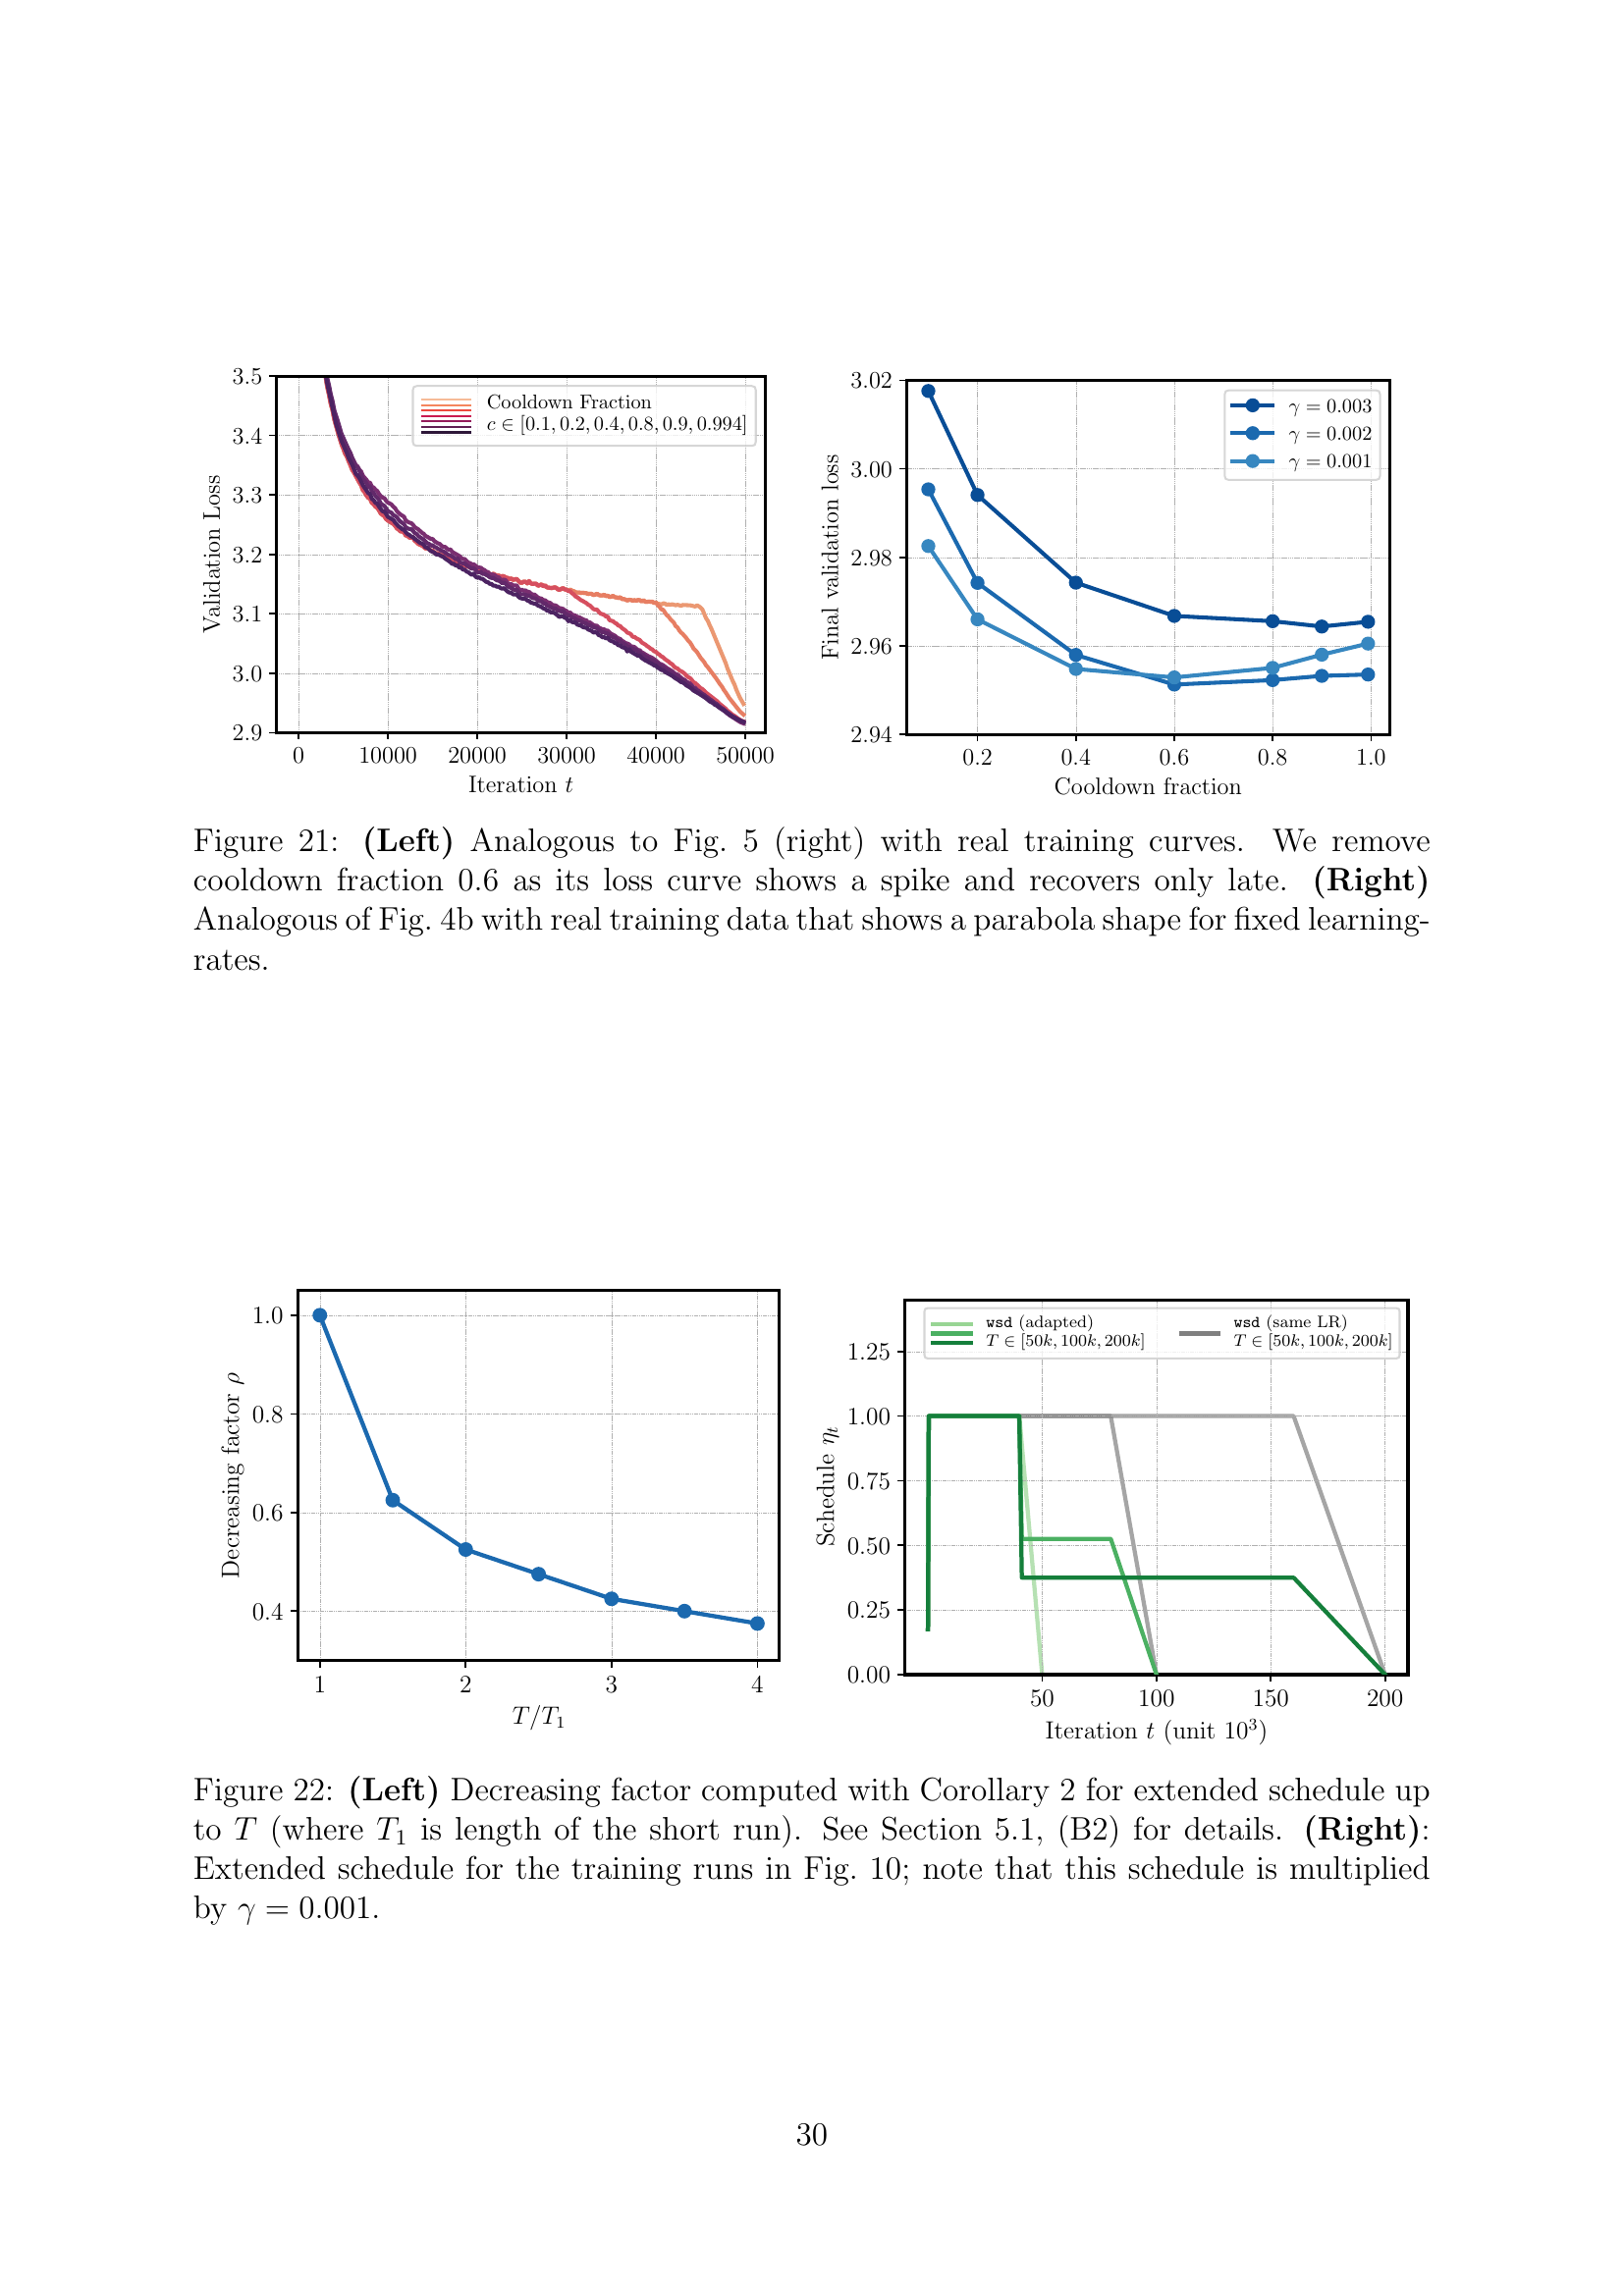 3.5
3.4
3.3
3.2
3.1
3.0
2.9
Validation Loss
Cooldown Fraction
c ∈ [0.1, 0.2, 0.4, 0.8, 0.9, 0.994]
0 10000 20000 30000 40000 50000
Iteration t
3.02
3.00
2.98
2.96
2.94
Final validation loss
γ = 0.003
γ = 0.002
γ = 0.001
0.2 0.4 0.6 0.8 1.0
Cooldown fraction
Figure 21: (Left) Analogous to Fig. 5 (right) with real training curves. We remove
cooldown fraction 0.6 as its loss curve shows a spike and recovers only late. (Right)
Analogous of Fig. 4b with real training data that shows a parabola shape for fixed learning-
rates.
1.0
0.8
0.6
0.4
Decreasing factor ρ
1 2 3 4
T/T₁
1.25
1.00
0.75
0.50
0.25
0.00
Schedule ηₜ
wsd (adapted)
T ∈ [50k, 100k, 200k]
wsd (same LR)
T ∈ [50k, 100k, 200k]
50 100 150 200
Iteration t (unit 10³)
Figure 22: (Left) Decreasing factor computed with Corollary 2 for extended schedule up
to T (where T₁ is length of the short run). See Section 5.1, (B2) for details. (Right):
Extended schedule for the training runs in Fig. 10; note that this schedule is multiplied
by γ = 0.001.
30